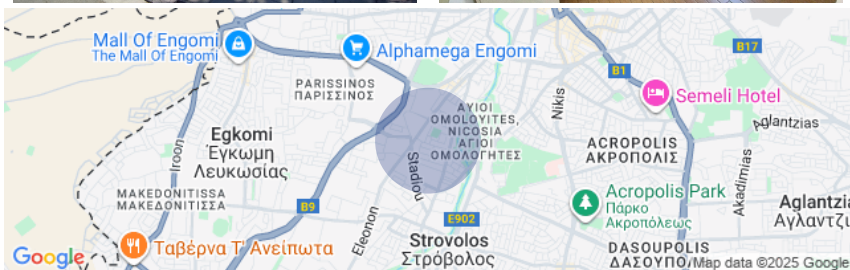 Mall Of Engomi
The Mall Of Engomi
Alphamega Engomi
B17
B1
Semeli Hotel
PARISSINOS
ΠΑΡΙΣΣΙΝΟΣ
ΑΥΙΟΙ
OMOLOYITES,
NICOSIA
ΑΓΙΟΙ
ΟΜΟΛΟΓΗΤΕΣ
Nikis
Aglantzias
Egkomi
Έγκωμη
Λευκωσίας
Iroon
Stadiou
ACROPOLIS
ΑΚΡΟΠΟΛΙΣ
Akadimias
MAKEDONITISSA
ΜΑΚΕΔΟΝΙΤΙΣΣΑ
B9
Eleonon
E902
Acropolis Park
Πάρκο
Ακροπόλεως
Aglantzia
Αγλαντζι
Strovolos
Στρόβολος
DASOUPOLIS
ΔΑΣΟΥΠΟ
Ταβέρνα Τ' Ανείπωτα
Google
Map data ©2025 Google